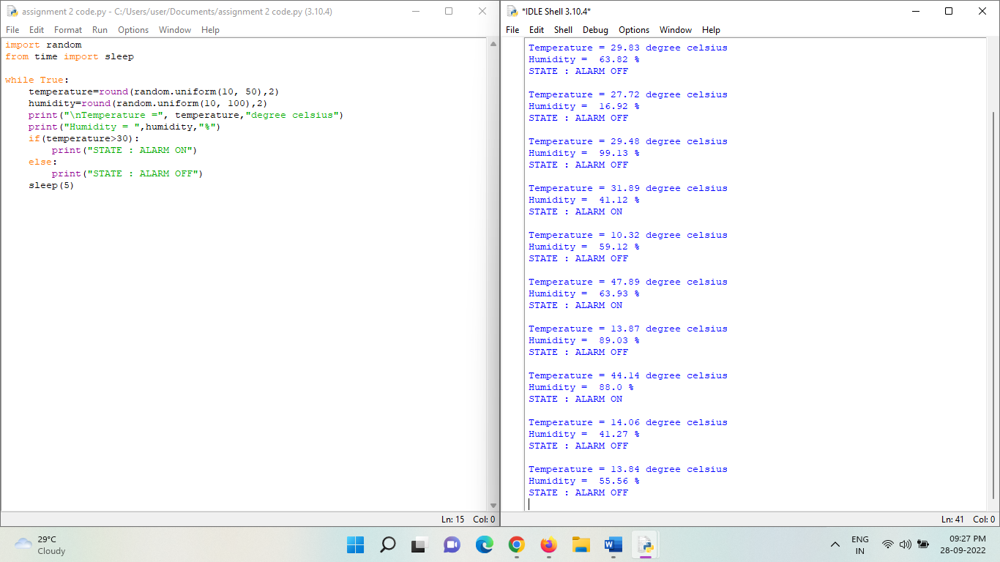 assignment 2 code.py - C:/Users/user/Documents/assignment 2 code.py (3.10.4)
File Edit Format Run Options Window Help
import random
from time import sleep
while True:
    temperature=round(random.uniform(10, 50),2)
    humidity=round(random.uniform(10, 100),2)
    print("\nTemperature =", temperature,"degree celsius")
    print("Humidity = ",humidity,"%")
    if(temperature>30):
        print("STATE : ALARM ON")
    else:
        print("STATE : ALARM OFF")
    sleep(5)
Ln: 15 Col: 0
*IDLE Shell 3.10.4*
File Edit Shell Debug Options Window Help
Temperature = 29.83 degree celsius
Humidity =  63.82 %
STATE : ALARM OFF
Temperature = 27.72 degree celsius
Humidity =  16.92 %
STATE : ALARM OFF
Temperature = 29.48 degree celsius
Humidity =  99.13 %
STATE : ALARM OFF
Temperature = 31.89 degree celsius
Humidity =  41.12 %
STATE : ALARM ON
Temperature = 10.32 degree celsius
Humidity =  59.12 %
STATE : ALARM OFF
Temperature = 47.89 degree celsius
Humidity =  63.93 %
STATE : ALARM ON
Temperature = 13.87 degree celsius
Humidity =  89.03 %
STATE : ALARM OFF
Temperature = 44.14 degree celsius
Humidity =  88.0 %
STATE : ALARM ON
Temperature = 14.06 degree celsius
Humidity =  41.27 %
STATE : ALARM OFF
Temperature = 13.84 degree celsius
Humidity =  55.56 %
STATE : ALARM OFF
Ln: 41 Col: 0
29°C
Cloudy
ENG
IN
09:27 PM
28-09-2022